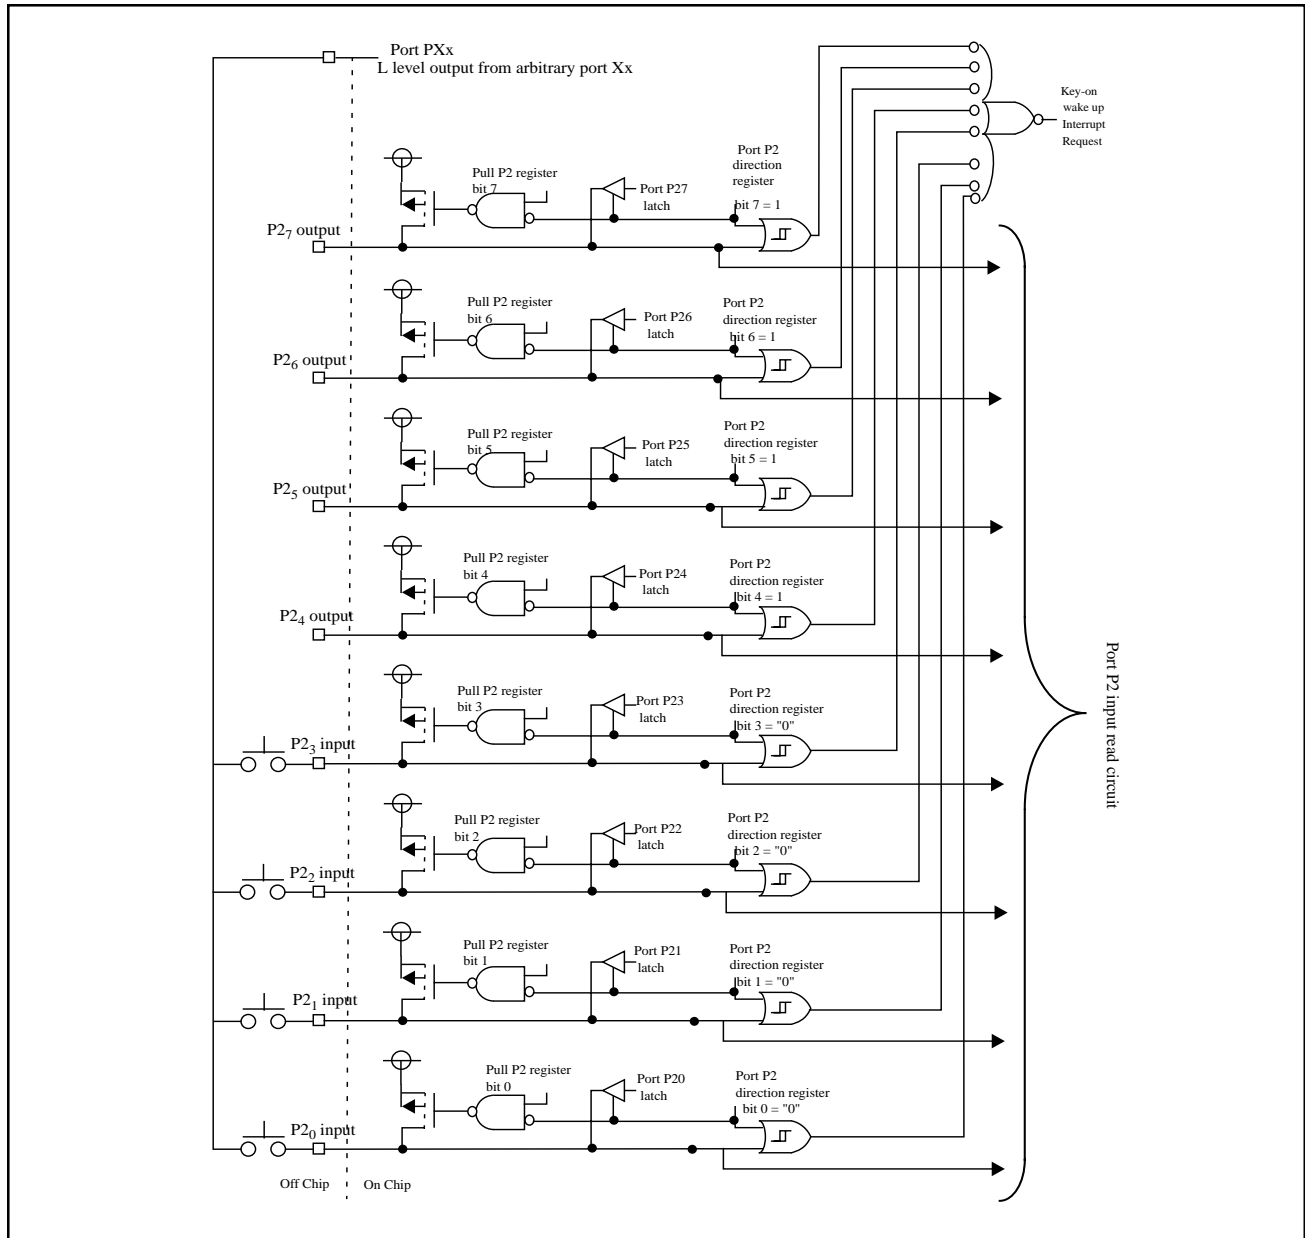 Port PXx
L level output from arbitrary port Xx
Key-on
wake up
Interrupt
Request
Pull P2 register
bit 7
Port P27
latch
Port P2
direction
register
bit 7 = 1
P27 output
Pull P2 register
bit 6
Port P26
latch
Port P2
direction register
bit 6 = 1
P26 output
Pull P2 register
bit 5
Port P25
latch
Port P2
direction register
bit 5 = 1
P25 output
Pull P2 register
bit 4
Port P24
latch
Port P2
direction register
bit 4 = 1
P24 output
Pull P2 register
bit 3
Port P23
latch
Port P2
direction register
bit 3 = "0"
P23 input
Pull P2 register
bit 2
Port P22
latch
Port P2
direction register
bit 2 = "0"
P22 input
Pull P2 register
bit 1
Port P21
latch
Port P2
direction register
bit 1 = "0"
P21 input
Pull P2 register
bit 0
Port P20
latch
Port P2
direction register
bit 0 = "0"
P20 input
Off Chip
On Chip
Port P2 input read circuit